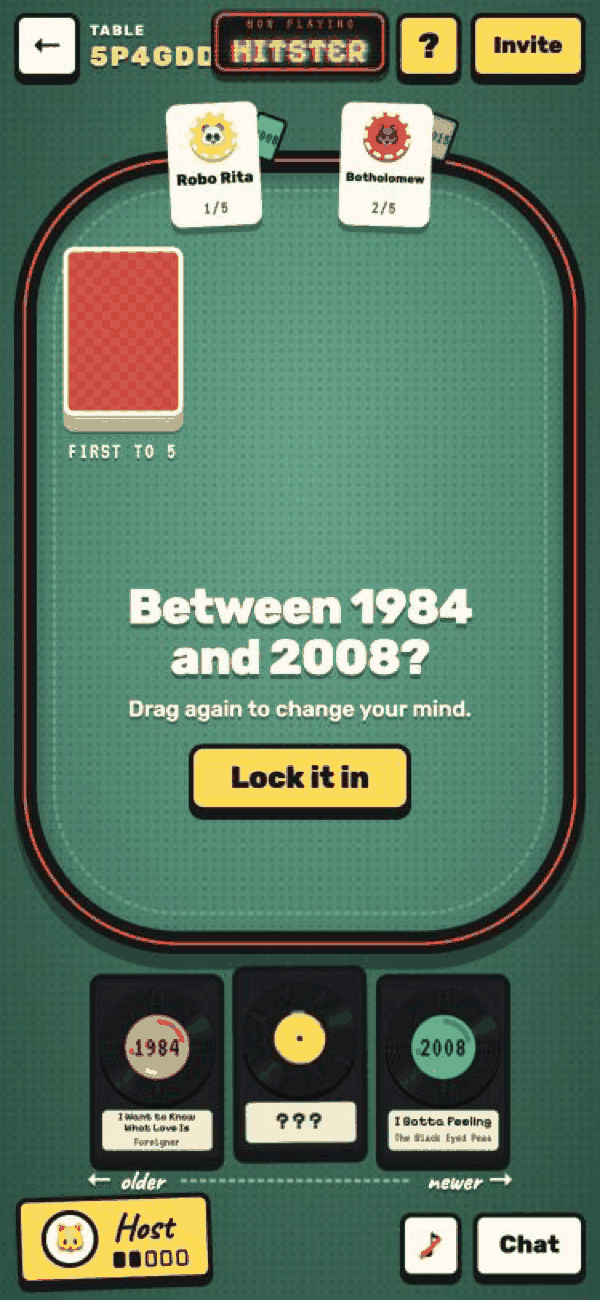 ←
TABLE
5P4GDD
NOW PLAYING
HITSTER
?
Invite
2008
Robo Rita
1/5
Botholomew
2/5
FIRST TO 5
Between 1984
and 2008?
Drag again to change your mind.
Lock it in
1984
I Want to Know
What Love Is
Foreigner
???
2008
I Gotta Feeling
The Black Eyed Peas
← older
newer →
Host
Chat